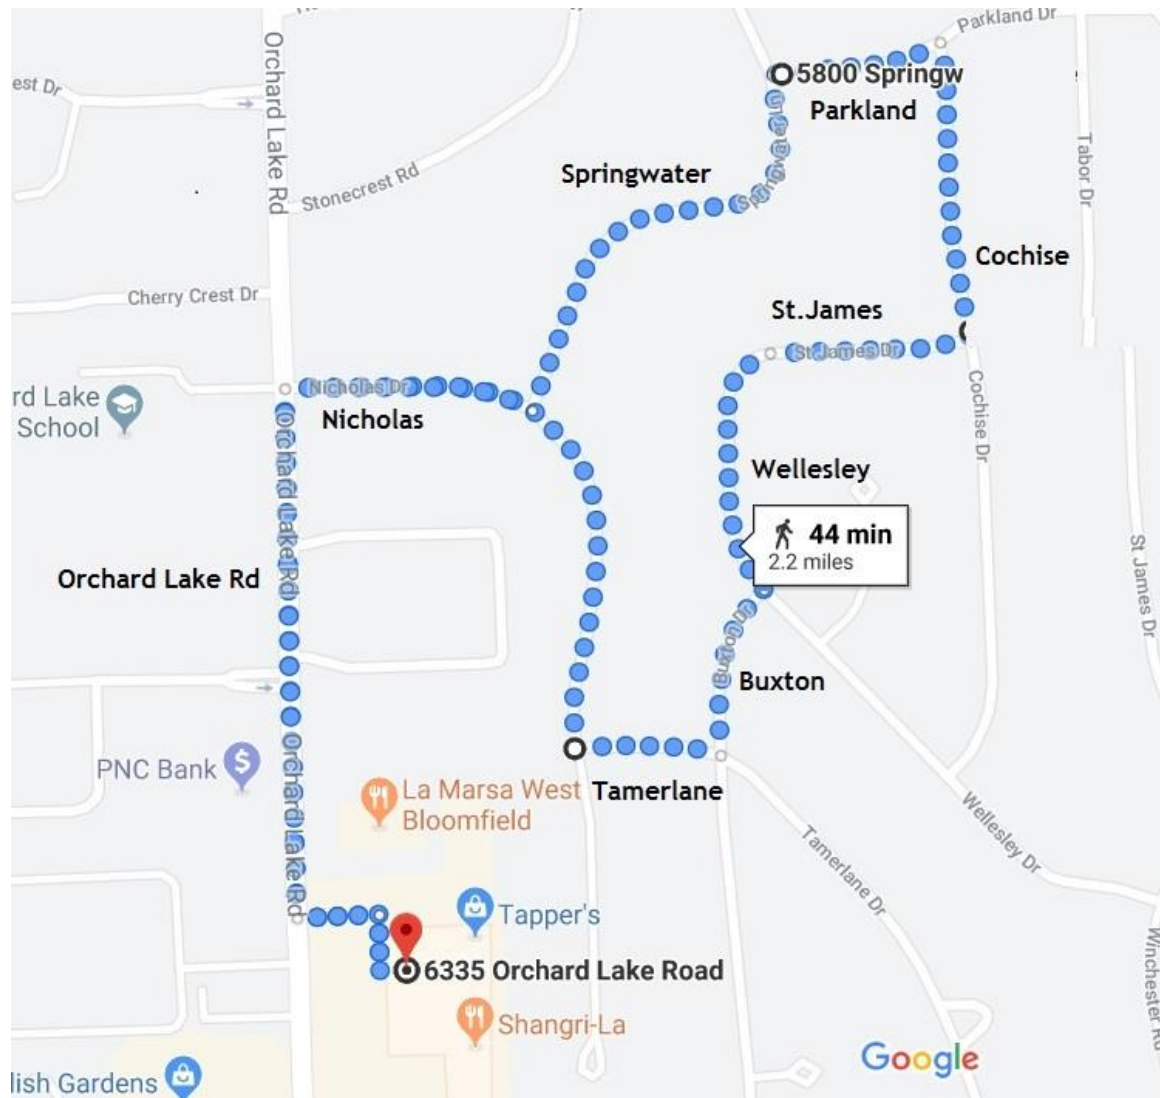 Parkland Dr
Orchard Lake Rd
5800 Springw
Parkland
est Dr
Springwater Ln
Tabor Dr
Stonecrest Rd
Springwater
Cochise
Cherry Crest Dr
St.James
St James Dr
Nicholas Dr
rd Lake
School
Nicholas
Cochise Dr
Wellesley
44 min
2.2 miles
Orchard Lake Rd
Orchard Lake Rd
St James Dr
Buxton Dr
Buxton
PNC Bank
La Marsa West
Bloomfield
Tamerlane
Orchard Lake Rd
Wellesley Dr
Tamerlane Dr
Tapper's
6335 Orchard Lake Road
Winchester Rd
Shangri-La
Google
lish Gardens